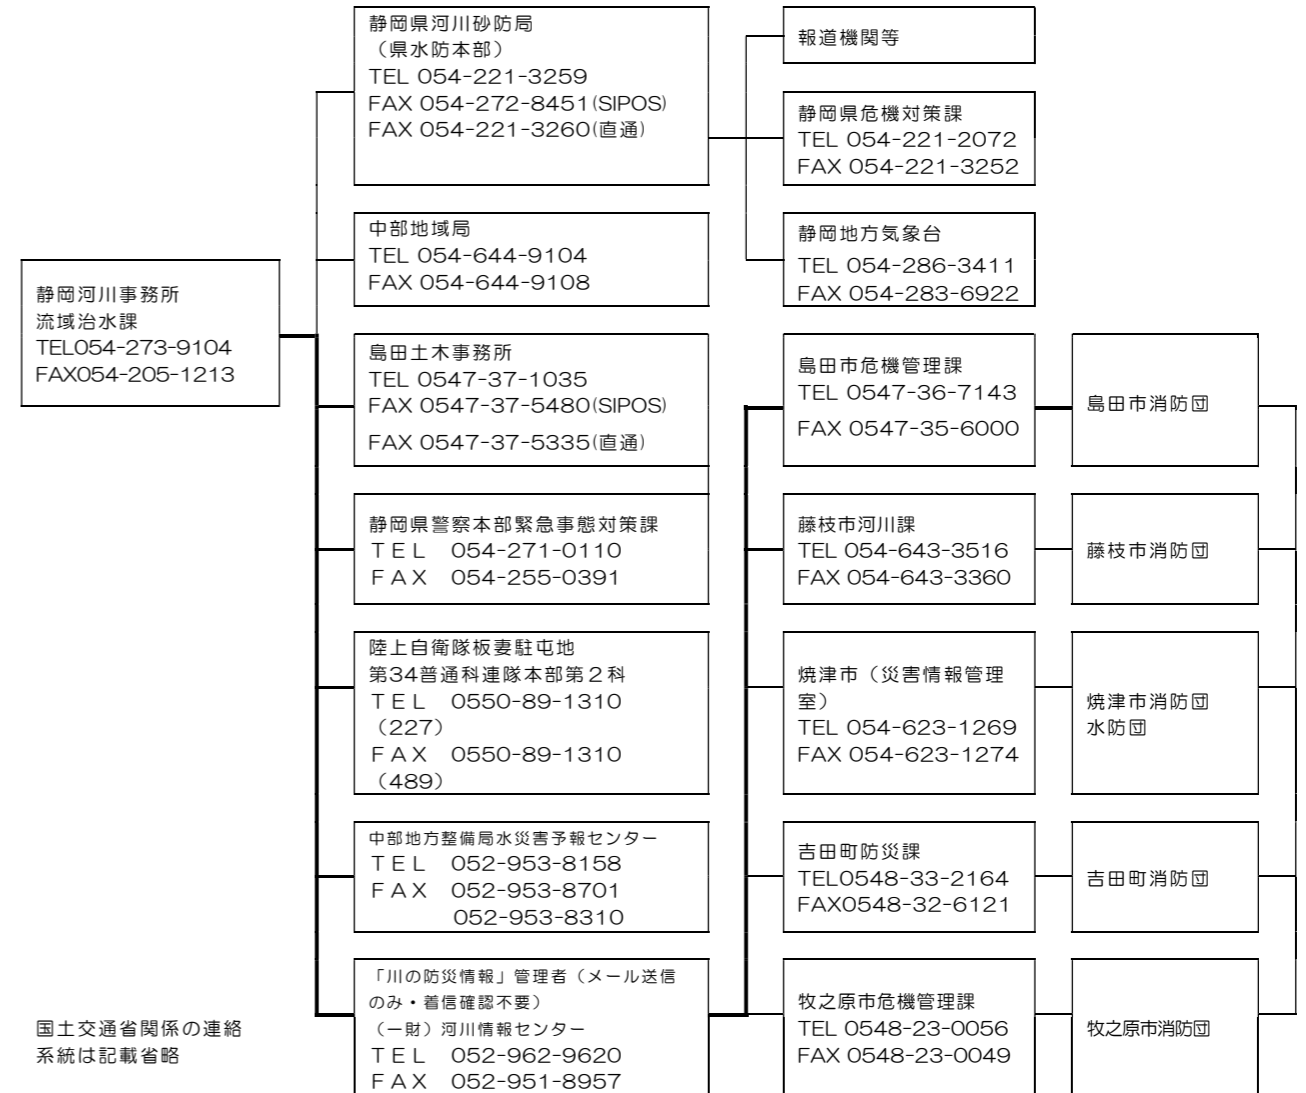 静岡河川事務所
流域治水課
TEL054-273-9104
FAX054-205-1213
国土交通省関係の連絡
系統は記載省略
静岡県河川砂防局
（県水防本部）
TEL 054-221-3259
FAX 054-272-8451(SIPOS)
FAX 054-221-3260(直通)
中部地域局
TEL 054-644-9104
FAX 054-644-9108
島田土木事務所
TEL 0547-37-1035
FAX 0547-37-5480(SIPOS)
FAX 0547-37-5335(直通)
静岡県警察本部緊急事態対策課
ＴＥＬ　054-271-0110
ＦＡＸ　054-255-0391
陸上自衛隊板妻駐屯地
第34普通科連隊本部第２科
ＴＥＬ　0550-89-1310
（227）
ＦＡＸ　0550-89-1310
（489）
中部地方整備局水災害予報センター
ＴＥＬ　052-953-8158
ＦＡＸ　052-953-8701
052-953-8310
「川の防災情報」管理者（メール送信
のみ・着信確認不要）
（一財）河川情報センター
ＴＥＬ　052-962-9620
ＦＡＸ　052-951-8957
報道機関等
静岡県危機対策課
TEL 054-221-2072
FAX 054-221-3252
静岡地方気象台
TEL 054-286-3411
FAX 054-283-6922
島田市危機管理課
TEL 0547-36-7143
FAX 0547-35-6000
藤枝市河川課
TEL 054-643-3516
FAX 054-643-3360
焼津市（災害情報管理
室）
TEL 054-623-1269
FAX 054-623-1274
吉田町防災課
TEL0548-33-2164
FAX0548-32-6121
牧之原市危機管理課
TEL 0548-23-0056
FAX 0548-23-0049
島田市消防団
藤枝市消防団
焼津市消防団
水防団
吉田町消防団
牧之原市消防団